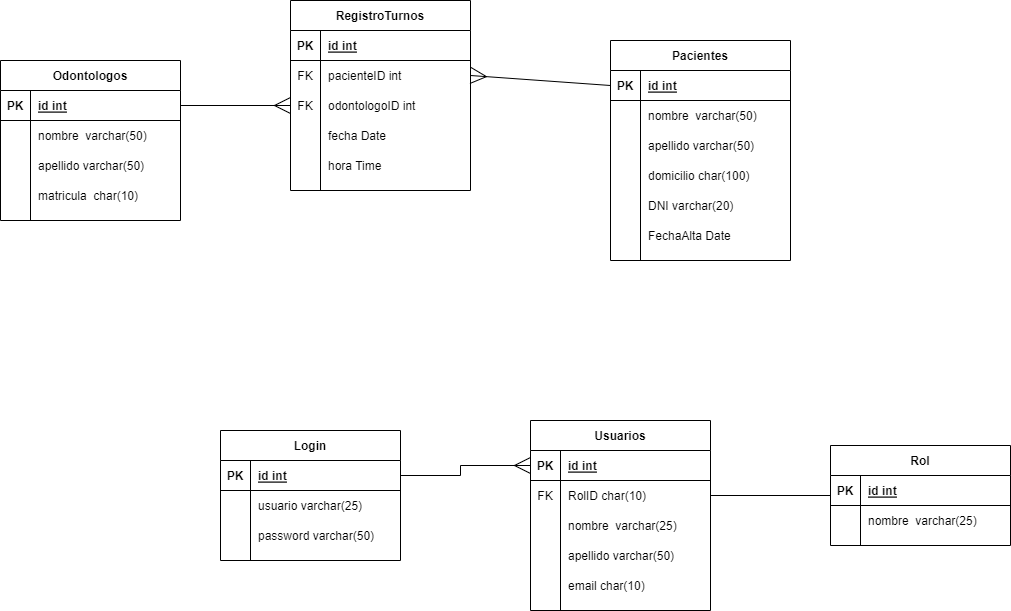 RegistroTurnos
PK id int
FK pacienteID int
FK odontologoID int
fecha Date
hora Time
Odontologos
PK id int
nombre varchar(50)
apellido varchar(50)
matricula char(10)
Pacientes
PK id int
nombre varchar(50)
apellido varchar(50)
domicilio char(100)
DNI varchar(20)
FechaAlta Date
Login
PK id int
usuario varchar(25)
password varchar(50)
Usuarios
PK id int
FK RolID char(10)
nombre varchar(25)
apellido varchar(50)
email char(10)
Rol
PK id int
nombre varchar(25)